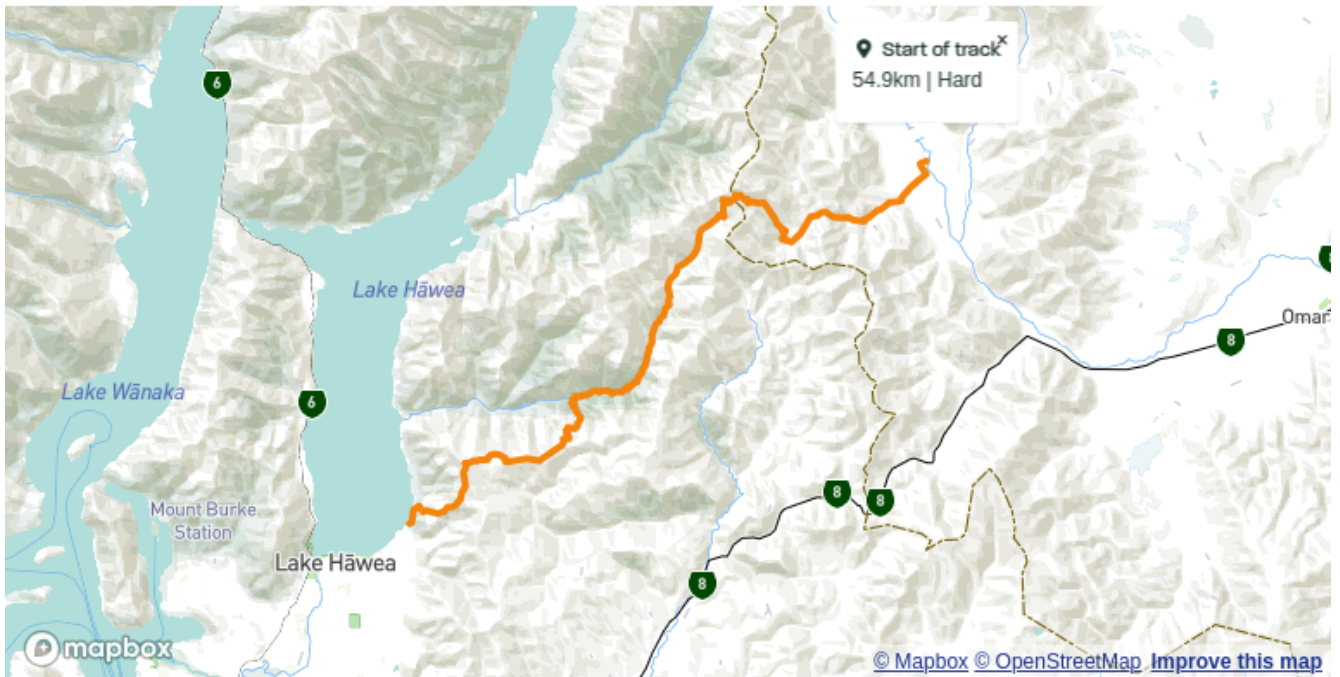 Start of track
×
54.9km | Hard
6
Lake Hāwea
8
Omar
8
Lake Wānaka
6
8
8
Mount Burke
Station
Lake Hāwea
8
mapbox
© Mapbox © OpenStreetMap Improve this map